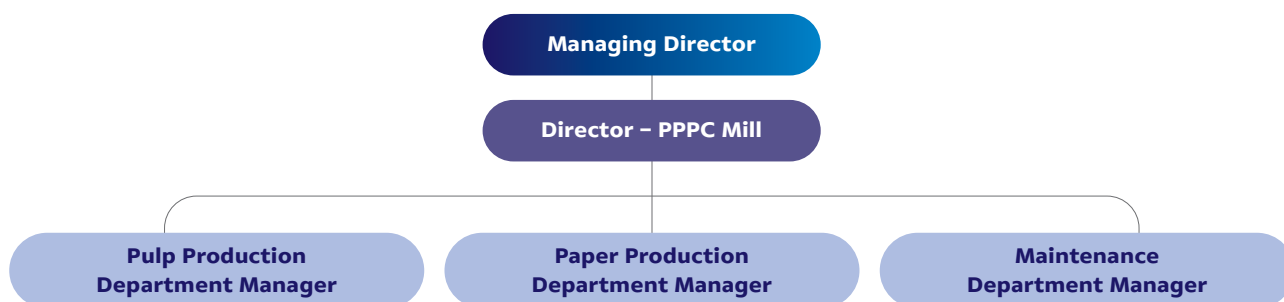 Managing Director
Director – PPPC Mill
Pulp Production
Department Manager
Paper Production
Department Manager
Maintenance
Department Manager